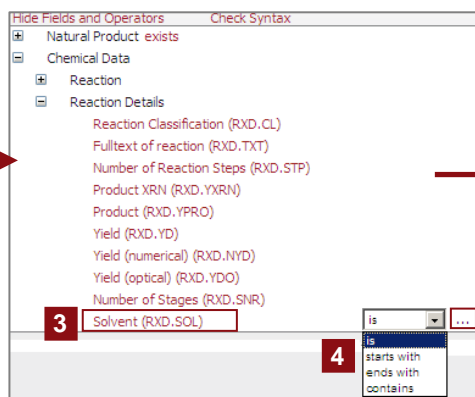 Hide Fields and Operators Check Syntax
Natural Product exists
Chemical Data
Reaction
Reaction Details
Reaction Classification (RXD.CL)
Fulltext of reaction (RXD.TXT)
Number of Reaction Steps (RXD.STP)
Product XRN (RXD.YXRN)
Product (RXD.YPRO)
Yield (RXD.YD)
Yield (numerical) (RXD.NYD)
Yield (optical) (RXD.YDO)
Number of Stages (RXD.SNR)
3 Solvent (RXD.SOL) is ...
4 is
starts with
ends with
contains